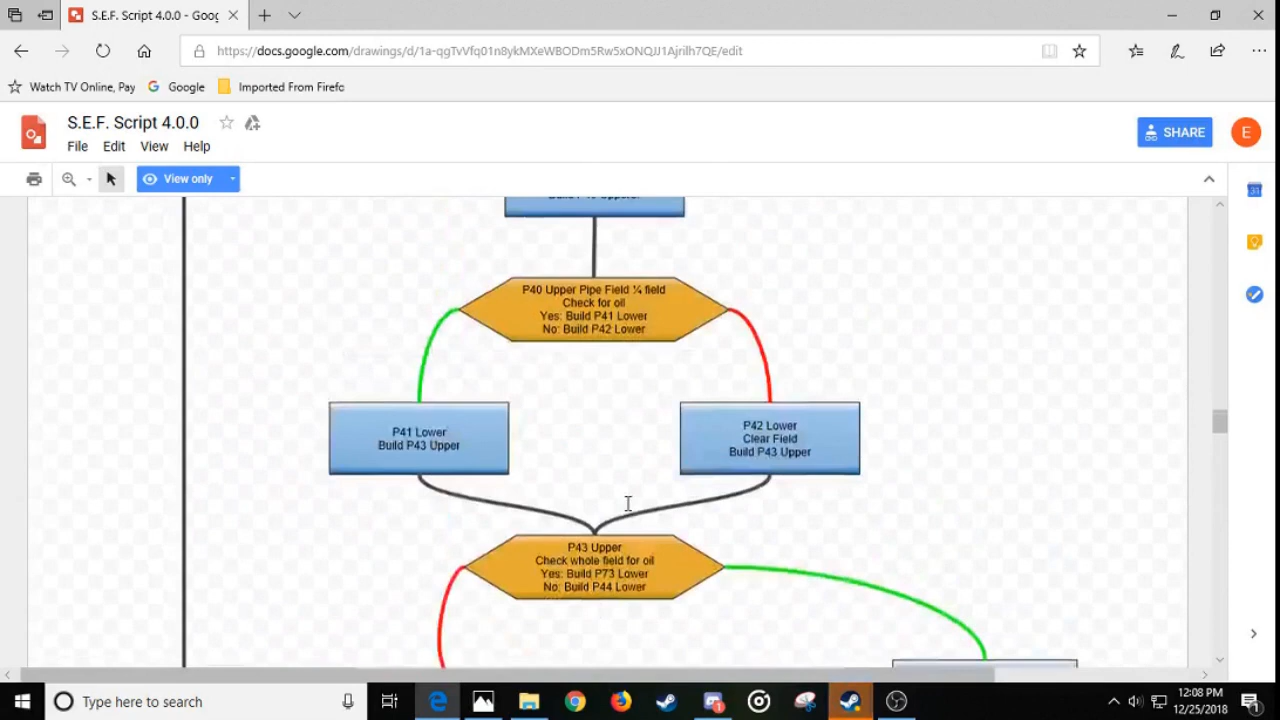 S.E.F. Script 4.0.0 - Goog
https://docs.google.com/drawings/d/1a-qgTvVfq01n8ykMXeWBODm5Rw5xONQJJ1Ajrilh7QE/edit
Watch TV Online, Pay
Google
Imported From Firefc
S.E.F. Script 4.0.0
SHARE
E
File Edit View Help
View only
31
P40 Upper Pipe Field ¼ field
Check for oil
Yes: Build P41 Lower
No: Build P42 Lower
P41 Lower
Build P43 Upper
P42 Lower
Clear Field
Build P43 Upper
P43 Upper
Check whole field for oil
Yes: Build P73 Lower
No: Build P44 Lower
Type here to search
12:08 PM
12/25/2018